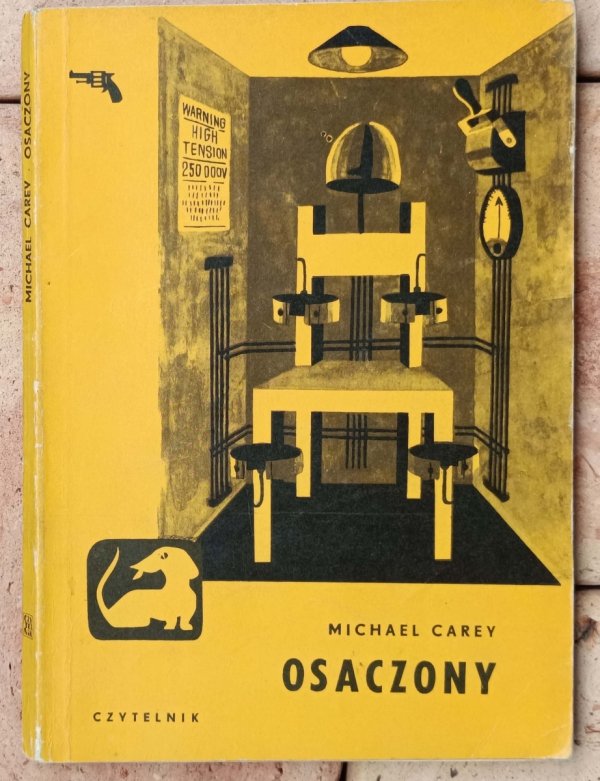 MICHAEL CAREY . OSACZONY
WARNING
HIGH
TENSION
250 000V
MICHAEL CAREY
OSACZONY
CZYTELNIK